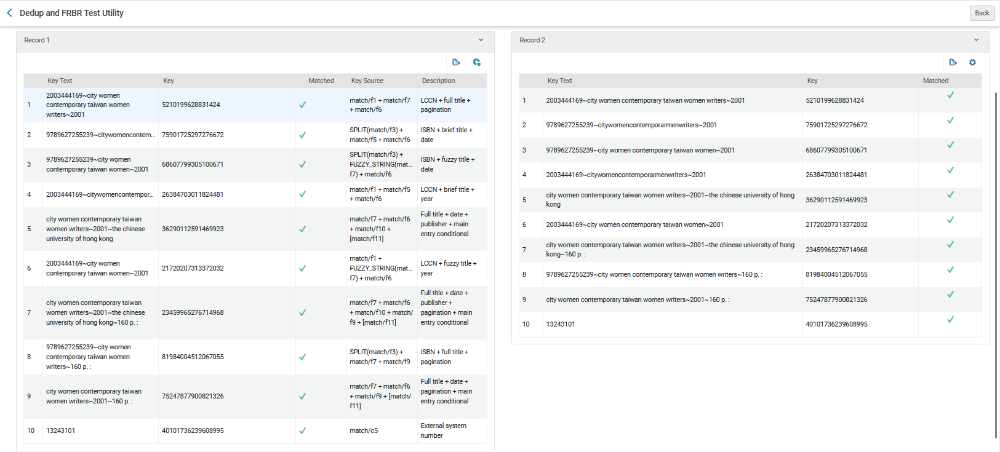 Dedup and FRBR Test Utility
Back
Record 1
Key Text Key Matched Key Source Description
1
2003444169~city women
contemporary taiwan women
writers~2001
5210199628831424
match/f1 + match/f7
+ match/f6
LCCN + full title +
pagination
2
9789627255239~citywomencontem...
75901725297276672
SPLIT(match/f3) +
match/f5 + match/f6
ISBN + brief title +
date
3
9789627255239~city women
contemporary taiwan women~2001
68607799305100671
SPLIT(match/f3) +
FUZZY_STRING(mat...
f7) + match/f6
ISBN + fuzzy title +
date
4
2003444169~citywomencontempor...
26384703011824481
match/f1 + match/f5
+ match/f6
LCCN + brief title +
year
5
city women contemporary taiwan
women writers~2001~the chinese
university of hong kong
36290112591469923
match/f7 + match/f6
+ match/f10 +
[match/f11]
Full title + date +
publisher + main
entry conditional
6
2003444169~city women
contemporary taiwan women~2001
21720207313372032
match/f1 +
FUZZY_STRING(mat...
f7) + match/f6
LCCN + fuzzy title +
year
7
city women contemporary taiwan
women writers~2001~the chinese
university of hong kong~160 p. :
23459965276714968
match/f7 + match/f6
+ match/f10 + match/
f9 + [match/f11]
Full title + date +
publisher +
pagination + main
entry conditional
8
9789627255239~city women
contemporary taiwan women
writers~160 p. :
81984004512067055
SPLIT(match/f3) +
match/f7 + match/f9
ISBN + full title +
pagination
9
city women contemporary taiwan
women writers~2001~160 p. :
75247877900821326
match/f7 + match/f6
+ match/f9 + [match/
f11]
Full title + date +
pagination + main
entry conditional
10
13243101
40101736239608995
match/c5
External system
number
Record 2
Key Text Key Matched
1
2003444169~city women contemporary taiwan women writers~2001
5210199628831424
2
9789627255239~citywomencontemporarmenwriters~2001
75901725297276672
3
9789627255239~city women contemporary taiwan women~2001
68607799305100671
4
2003444169~citywomencontemporarmenwriters~2001
26384703011824481
5
city women contemporary taiwan women writers~2001~the chinese university of hong
kong
36290112591469923
6
2003444169~city women contemporary taiwan women~2001
21720207313372032
7
city women contemporary taiwan women writers~2001~the chinese university of hong
kong~160 p. :
23459965276714968
8
9789627255239~city women contemporary taiwan women writers~160 p. :
81984004512067055
9
city women contemporary taiwan women writers~2001~160 p. :
75247877900821326
10
13243101
40101736239608995